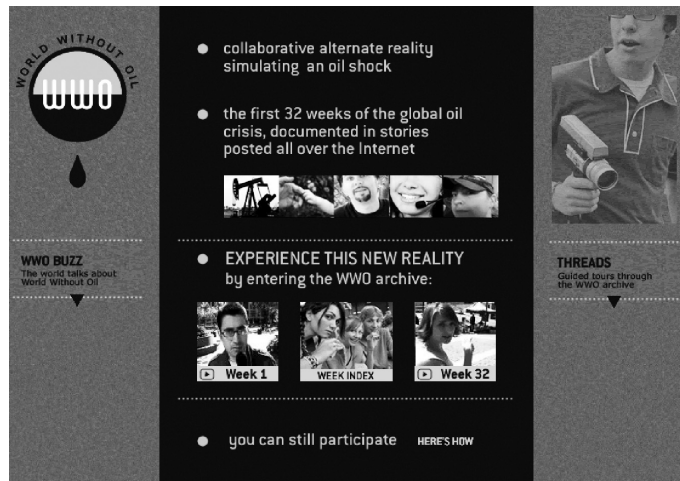 WORLD WITHOUT OIL
WWO
WWO BUZZ
The world talks about
World Without Oil
collaborative alternate reality
simulating an oil shock
the first 32 weeks of the global oil
crisis, documented in stories
posted all over the Internet
EXPERIENCE THIS NEW REALITY
by entering the WWO archive:
Week 1
WEEK INDEX
Week 32
you can still participate HERE'S HOW
THREADS
Guided tours through
the WWO archive